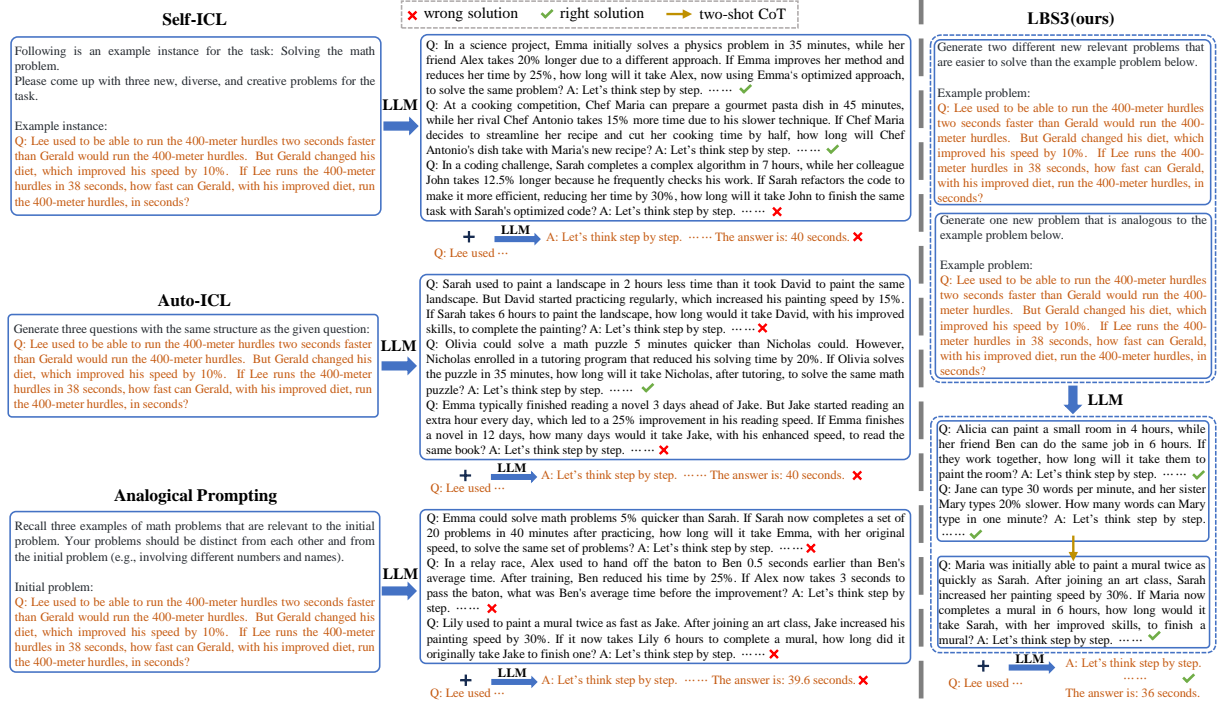 wrong solution right solution two-shot CoT
Self-ICL
Following is an example instance for the task: Solving the math
problem.
Please come up with three new, diverse, and creative problems for the
task.
Example instance:
Q: Lee used to be able to run the 400-meter hurdles two seconds faster
than Gerald would run the 400-meter hurdles. But Gerald changed his
diet, which improved his speed by 10%. If Lee runs the 400-meter
hurdles in 38 seconds, how fast can Gerald, with his improved diet, run
the 400-meter hurdles, in seconds?
LLM
Q: In a science project, Emma initially solves a physics problem in 35 minutes, while
her friend Alex takes 20% longer due to a different approach. If Emma improves her method and
reduces her time by 25%, how long will it take Alex, now using Emma's optimized approach,
to solve the same problem? A: Let's think step by step. ······
Q: At a cooking competition, Chef Maria can prepare a gourmet pasta dish in 45 minutes,
while her rival Chef Antonio takes 15% more time due to his slower technique. If Chef Maria
decides to streamline her recipe and cut her cooking time by half, how long will Chef
Antonio's dish take with Maria's new recipe? A: Let's think step by step. ······
Q: In a coding challenge, Sarah completes a complex algorithm in 7 hours, while her colleague
John takes 12.5% longer because he frequently checks his work. If Sarah refactors the code to
make it more efficient, reducing her time by 30%, how long will it take John to finish the same
task with Sarah's optimized code? A: Let's think step by step. ······
+ LLM A: Let's think step by step. ······ The answer is: 40 seconds.
Q: Lee used ···
Auto-ICL
Generate three questions with the same structure as the given question:
Q: Lee used to be able to run the 400-meter hurdles two seconds faster
than Gerald would run the 400-meter hurdles. But Gerald changed his
diet, which improved his speed by 10%. If Lee runs the 400-meter
hurdles in 38 seconds, how fast can Gerald, with his improved diet, run
the 400-meter hurdles, in seconds?
LLM
Q: Sarah used to paint a landscape in 2 hours less time than it took David to paint the same
landscape. But David started practicing regularly, which increased his painting speed by 15%.
If Sarah takes 6 hours to paint the landscape, how long would it take David, with his improved
skills, to complete the painting? A: Let's think step by step. ······
Q: Olivia could solve a math puzzle 5 minutes quicker than Nicholas could. However,
Nicholas enrolled in a tutoring program that reduced his solving time by 20%. If Olivia solves
the puzzle in 35 minutes, how long will it take Nicholas, after tutoring, to solve the same math
puzzle? A: Let's think step by step. ······
Q: Emma typically finished reading a novel 3 days ahead of Jake. But Jake started reading an
extra hour every day, which led to a 25% improvement in his reading speed. If Emma finishes
a novel in 12 days, how many days would it take Jake, with his enhanced speed, to read the
same book? A: Let's think step by step. ······
+ LLM A: Let's think step by step. ······ The answer is: 40 seconds.
Q: Lee used ···
Analogical Prompting
Recall three examples of math problems that are relevant to the initial
problem. Your problems should be distinct from each other and from
the initial problem (e.g., involving different numbers and names).
Initial problem:
Q: Lee used to be able to run the 400-meter hurdles two seconds faster
than Gerald would run the 400-meter hurdles. But Gerald changed his
diet, which improved his speed by 10%. If Lee runs the 400-meter
hurdles in 38 seconds, how fast can Gerald, with his improved diet, run
the 400-meter hurdles, in seconds?
LLM
Q: Emma could solve math problems 5% quicker than Sarah. If Sarah now completes a set of
20 problems in 40 minutes after practicing, how long will it take Emma, with her original
speed, to solve the same set of problems? A: Let's think step by step. ······
Q: In a relay race, Alex used to hand off the baton to Ben 0.5 seconds earlier than Ben's
average time. After training, Ben reduced his time by 25%. If Alex now takes 3 seconds to
pass the baton, what was Ben's average time before the improvement? A: Let's think step by
step. ······
Q: Lily used to paint a mural twice as fast as Jake. After joining an art class, Jake increased his
painting speed by 30%. If it now takes Lily 6 hours to complete a mural, how long did it
originally take Jake to finish one? A: Let's think step by step. ······
+ LLM A: Let's think step by step. ······ The answer is: 39.6 seconds.
Q: Lee used ···
LBS3(ours)
Generate two different new relevant problems that
are easier to solve than the example problem below.
Example problem:
Q: Lee used to be able to run the 400-meter hurdles
two seconds faster than Gerald would run the 400-
meter hurdles. But Gerald changed his diet, which
improved his speed by 10%. If Lee runs the 400-
meter hurdles in 38 seconds, how fast can Gerald,
with his improved diet, run the 400-meter hurdles, in
seconds?
Generate one new problem that is analogous to the
example problem below.
Example problem:
Q: Lee used to be able to run the 400-meter hurdles
two seconds faster than Gerald would run the 400-
meter hurdles. But Gerald changed his diet, which
improved his speed by 10%. If Lee runs the 400-
meter hurdles in 38 seconds, how fast can Gerald,
with his improved diet, run the 400-meter hurdles, in
seconds?
LLM
Q: Alicia can paint a small room in 4 hours, while
her friend Ben can do the same job in 6 hours. If
they work together, how long will it take them to
paint the room? A: Let's think step by step. ······
Q: Jane can type 30 words per minute, and her sister
Mary types 20% slower. How many words can Mary
type in one minute? A: Let's think step by step.
······
Q: Maria was initially able to paint a mural twice as
quickly as Sarah. After joining an art class, Sarah
increased her painting speed by 30%. If Maria now
completes a mural in 6 hours, how long would it
take Sarah, with her improved skills, to finish a
mural? A: Let's think step by step. ······
+ LLM A: Let's think step by step.
Q: Lee used ··· ······
The answer is: 36 seconds.